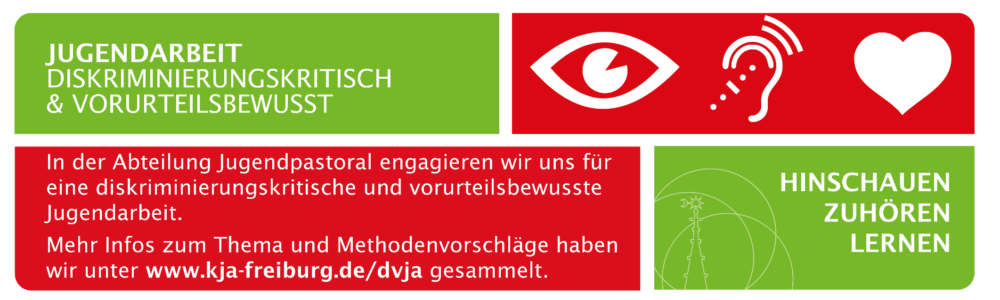 JUGENDARBEIT
DISKRIMINIERUNGSKRITISCH
& VORURTEILSBEWUSST
In der Abteilung Jugendpastoral engagieren wir uns für
eine diskriminierungskritische und vorurteilsbewusste
Jugendarbeit.
Mehr Infos zum Thema und Methodenvorschläge haben
wir unter www.kja-freiburg.de/dvja gesammelt.
HINSCHAUEN
ZUHÖREN
LERNEN